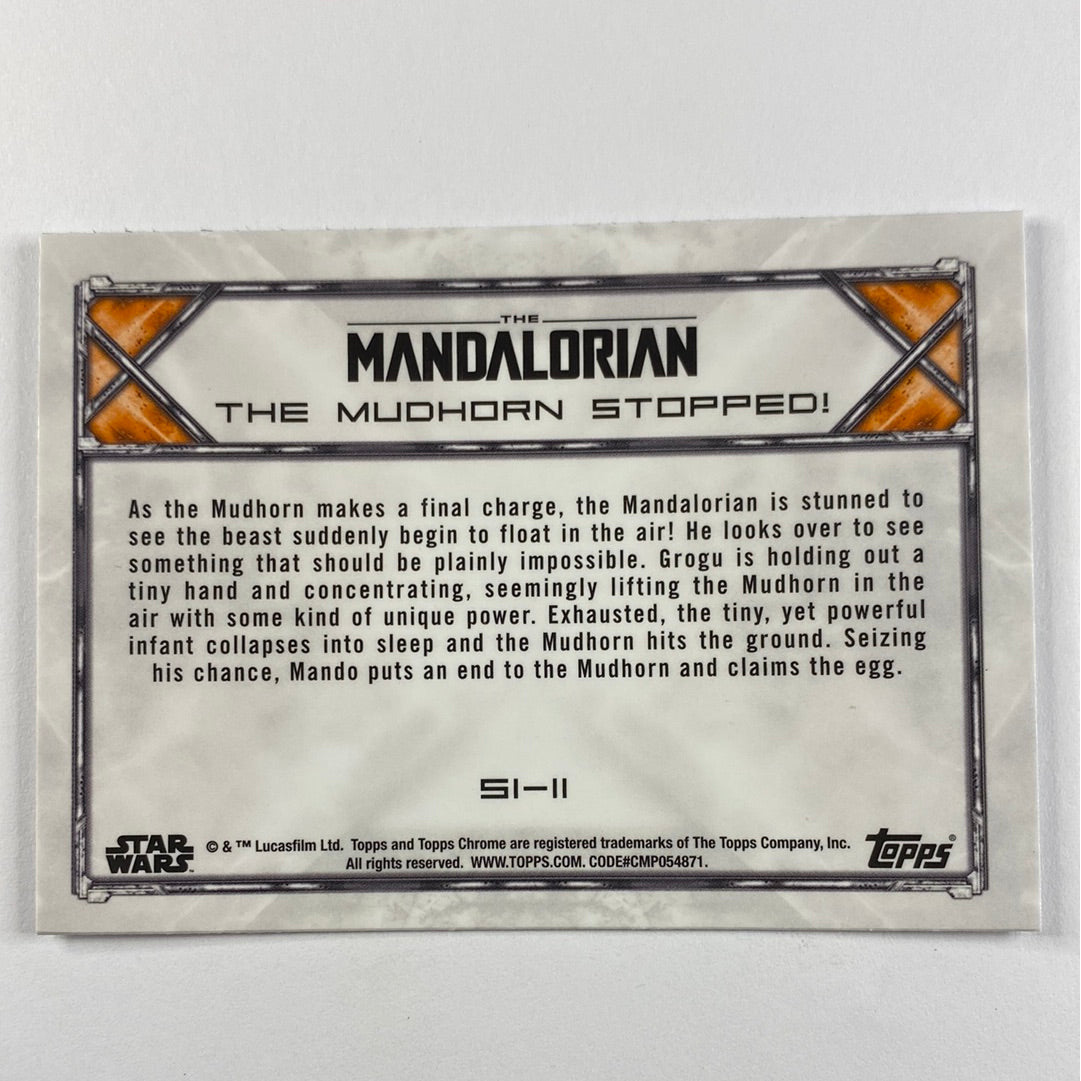 THE
MANDALORIAN
THE MUDHORN STOPPED!
As the Mudhorn makes a final charge, the Mandalorian is stunned to
see the beast suddenly begin to float in the air! He looks over to see
something that should be plainly impossible. Grogu is holding out a
tiny hand and concentrating, seemingly lifting the Mudhorn in the
air with some kind of unique power. Exhausted, the tiny, yet powerful
infant collapses into sleep and the Mudhorn hits the ground. Seizing
his chance, Mando puts an end to the Mudhorn and claims the egg.
S1-11
STAR
WARS
© & ™ Lucasfilm Ltd. Topps and Topps Chrome are registered trademarks of The Topps Company, Inc.
All rights reserved. WWW.TOPPS.COM. CODE#CMP054871.
topps®